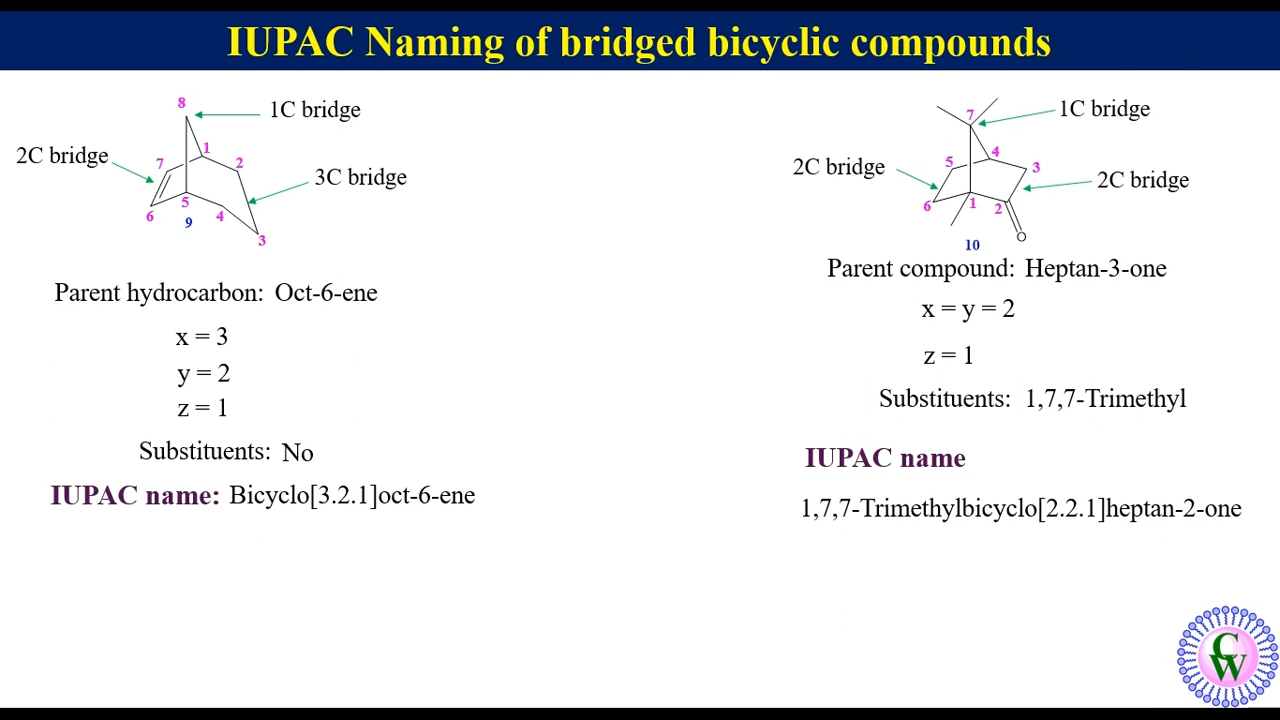 IUPAC Naming of bridged bicyclic compounds
8
1C bridge
2C bridge
7
1
2
3C bridge
6
5
4
9
3
Parent hydrocarbon: Oct-6-ene
x = 3
y = 2
z = 1
Substituents: No
IUPAC name: Bicyclo[3.2.1]oct-6-ene
7
1C bridge
4
2C bridge
5
3
2C bridge
6
1
2
O
10
Parent compound: Heptan-3-one
x = y = 2
z = 1
Substituents: 1,7,7-Trimethyl
IUPAC name
1,7,7-Trimethylbicyclo[2.2.1]heptan-2-one
C
W